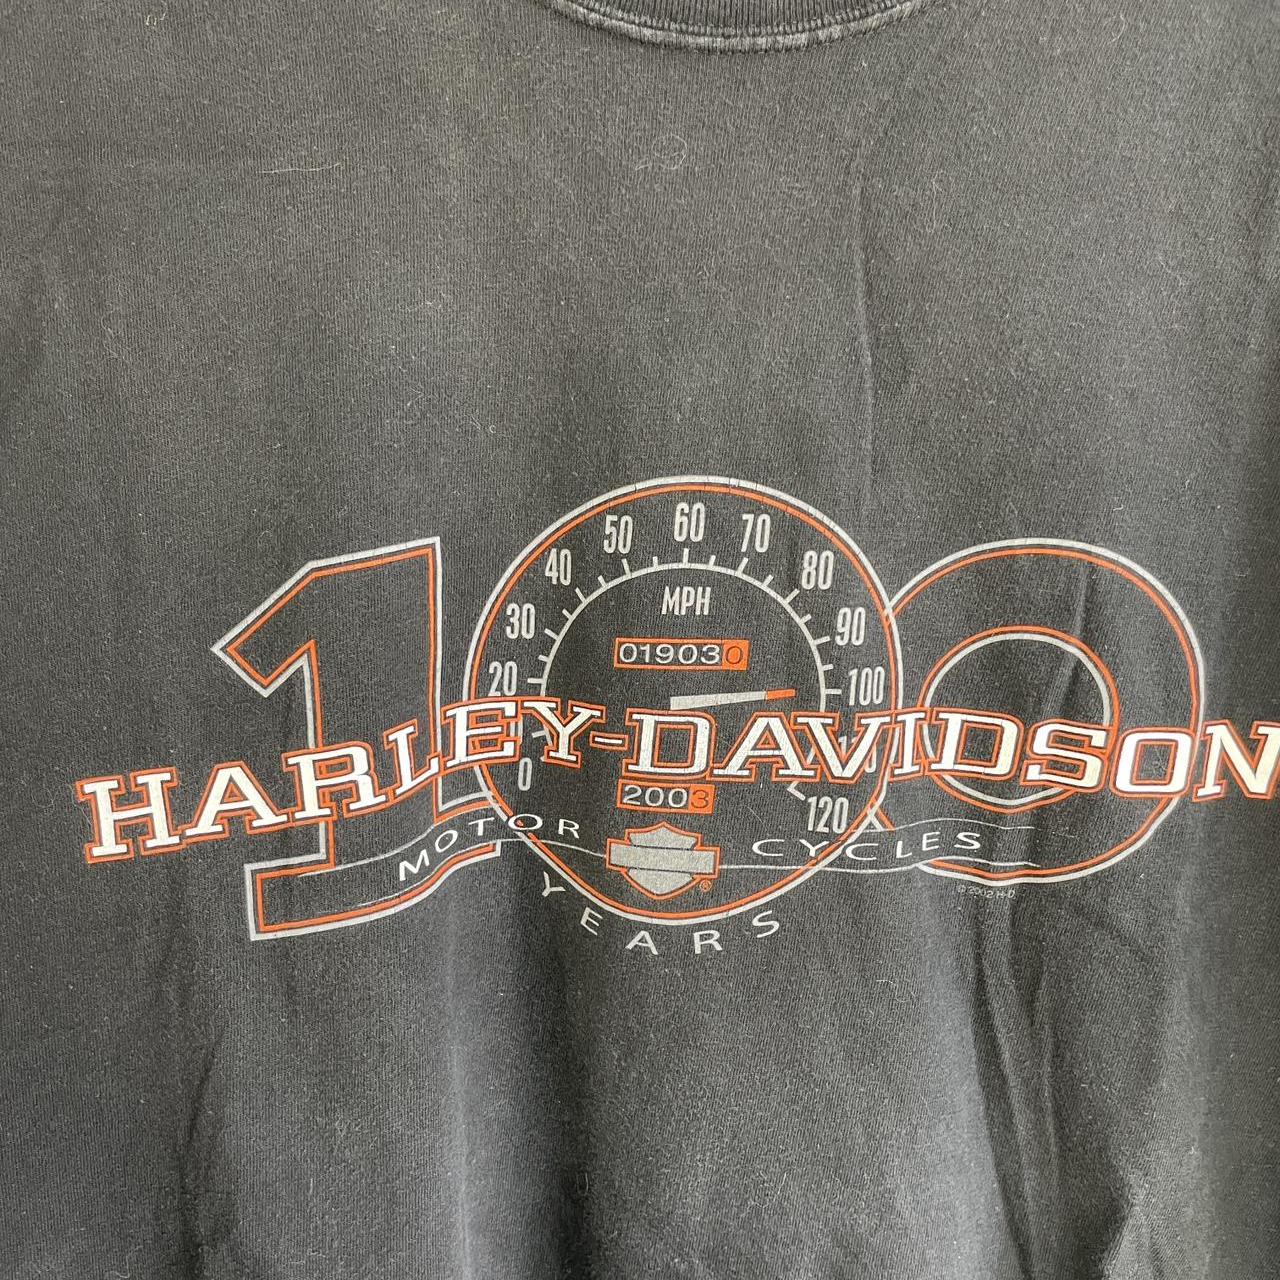 100
50 60 70
40 80
30 MPH 90
019030
20 100
HARLEY-DAVIDSON
0
2003
120
MOTOR CYCLES
YEARS
®
© 2002 H-D